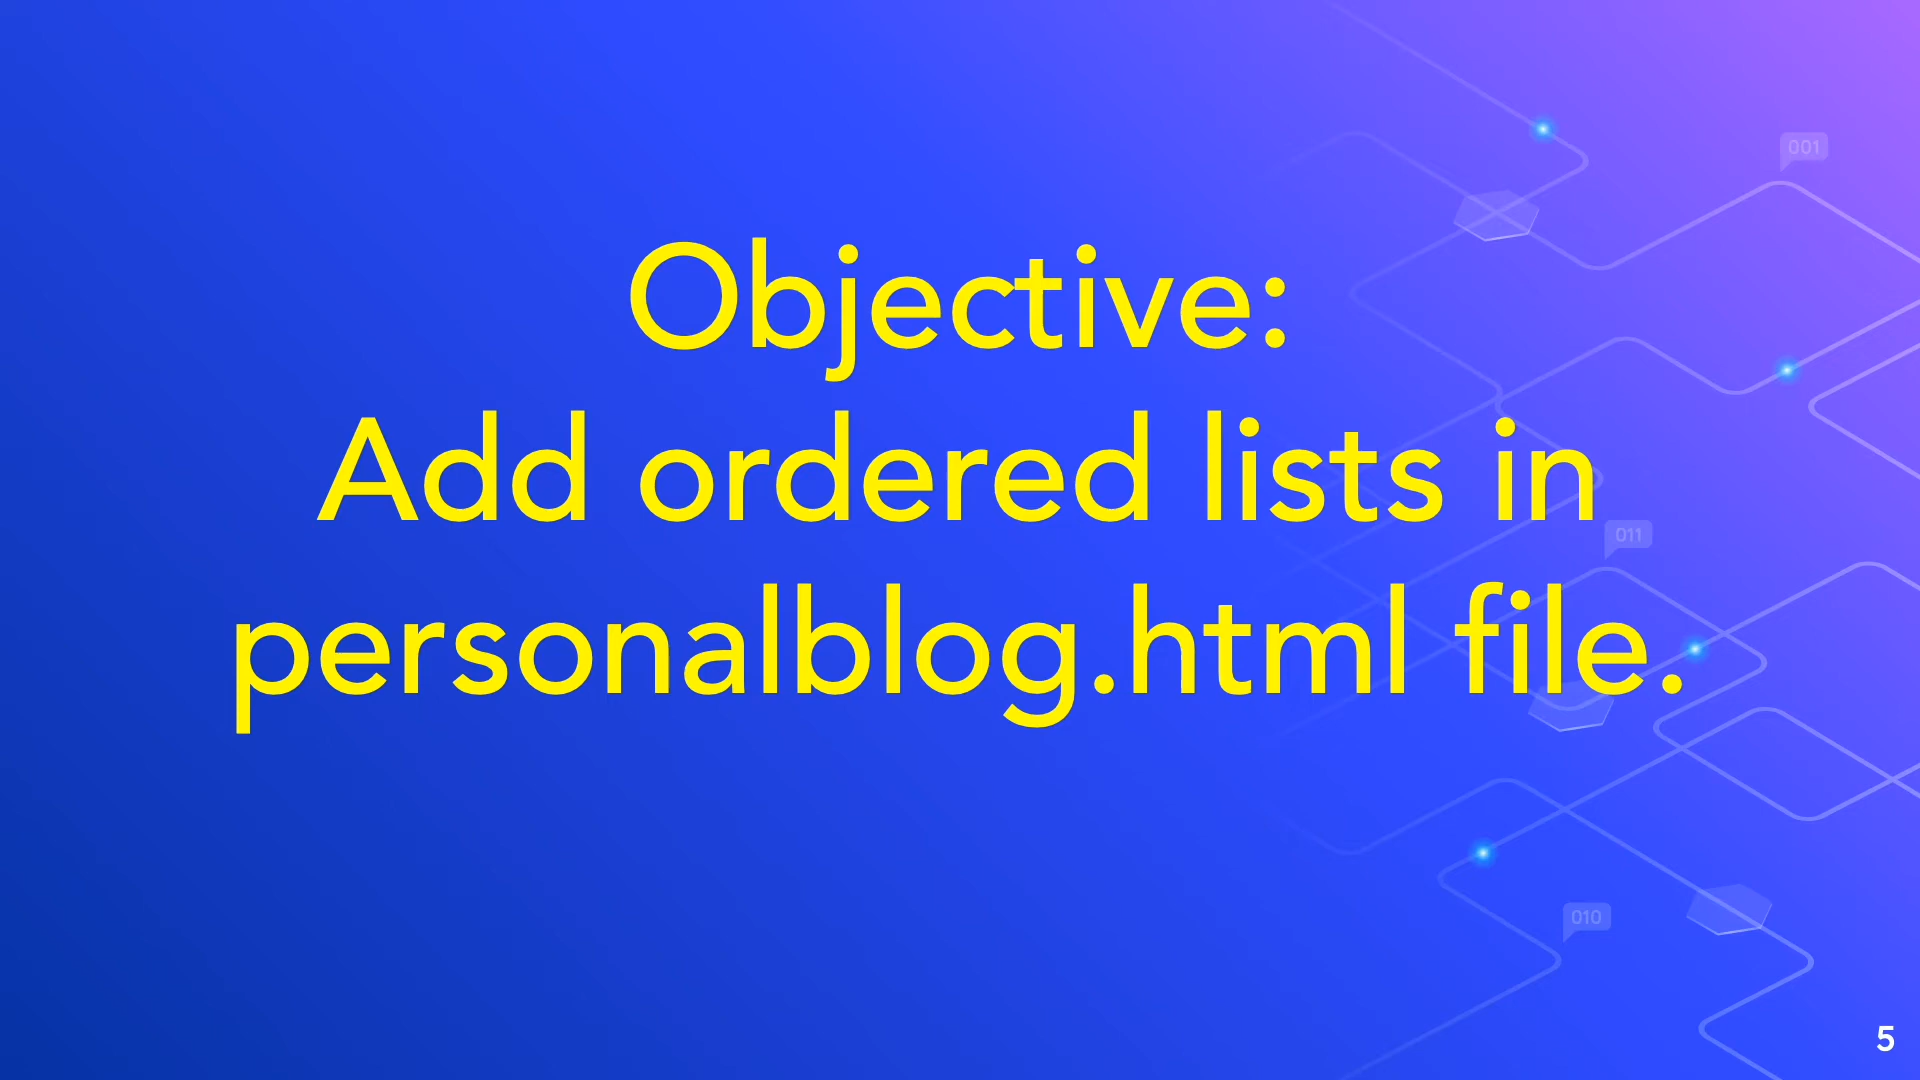 001
Objective:
Add ordered lists in
011
personalblog.html file.
010
5